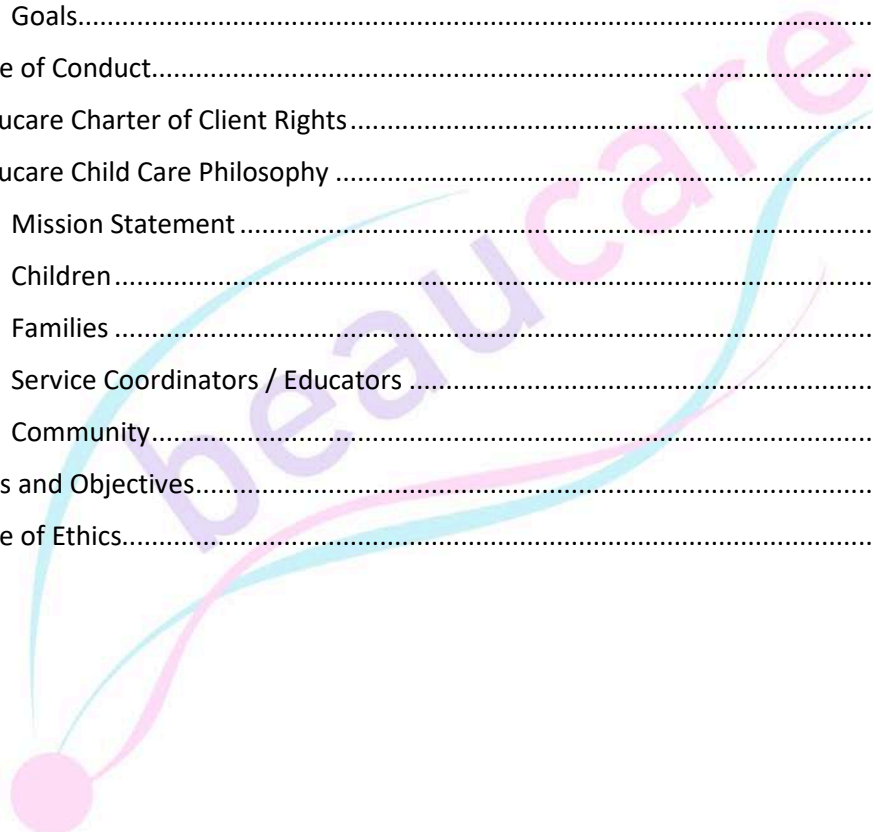 Goals...........................................................................................................
e of Conduct................................................................................................
ucare Charter of Client Rights......................................................................
ucare Child Care Philosophy ........................................................................
Mission Statement......................................................................................
Children......................................................................................................
Families ......................................................................................................
Service Coordinators / Educators ................................................................
Community.................................................................................................
s and Objectives..........................................................................................
e of Ethics....................................................................................................
beaucare